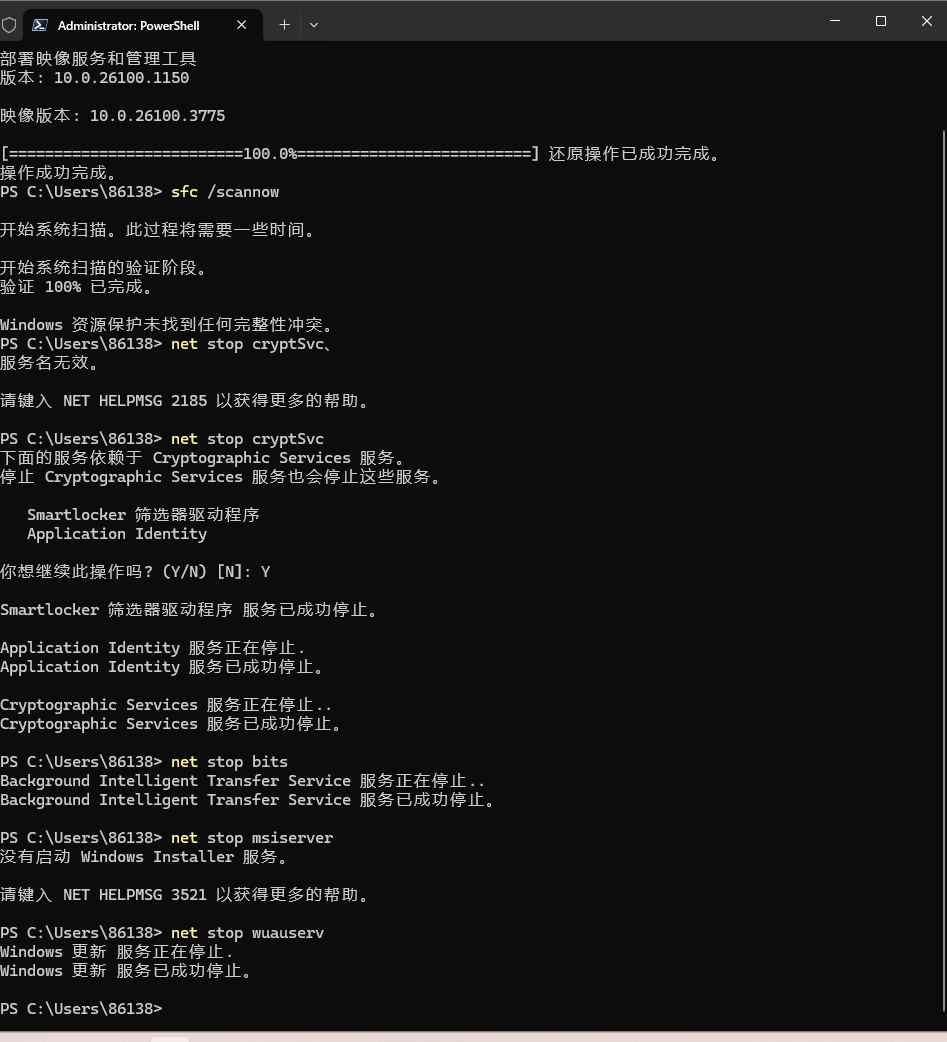 Administrator: PowerShell
部署映像服务和管理工具
版本: 10.0.26100.1150
映像版本: 10.0.26100.3775
[==========================100.0%==========================] 还原操作已成功完成。
操作成功完成。
PS C:\Users\86138> sfc /scannow
开始系统扫描。此过程将需要一些时间。
开始系统扫描的验证阶段。
验证 100% 已完成。
Windows 资源保护未找到任何完整性冲突。
PS C:\Users\86138> net stop cryptSvc、
服务名无效。
请键入 NET HELPMSG 2185 以获得更多的帮助。
PS C:\Users\86138> net stop cryptSvc
下面的服务依赖于 Cryptographic Services 服务。
停止 Cryptographic Services 服务也会停止这些服务。
Smartlocker 筛选器驱动程序
Application Identity
你想继续此操作吗? (Y/N) [N]: Y
Smartlocker 筛选器驱动程序 服务已成功停止。
Application Identity 服务正在停止.
Application Identity 服务已成功停止。
Cryptographic Services 服务正在停止..
Cryptographic Services 服务已成功停止。
PS C:\Users\86138> net stop bits
Background Intelligent Transfer Service 服务正在停止..
Background Intelligent Transfer Service 服务已成功停止。
PS C:\Users\86138> net stop msiserver
没有启动 Windows Installer 服务。
请键入 NET HELPMSG 3521 以获得更多的帮助。
PS C:\Users\86138> net stop wuauserv
Windows 更新 服务正在停止.
Windows 更新 服务已成功停止。
PS C:\Users\86138>